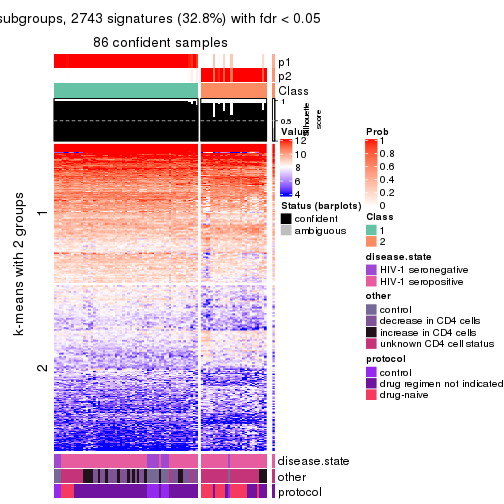 subgroups, 2743 signatures (32.8%) with fdr < 0.05
86 confident samples
p1
p2
Class
1
0.5
Silhouette
score
k-means with 2 groups
1
2
disease.state
other
protocol
12
10
8
6
4
Status (barplots)
confident
ambiguous
Prob
1
0.8
0.6
0.4
0.2
0
Class
1
2
disease.state
HIV-1 seronegative
HIV-1 seropositive
other
control
decrease in CD4 cells
increase in CD4 cells
unknown CD4 cell status
protocol
control
drug regimen not indicated
drug-naive